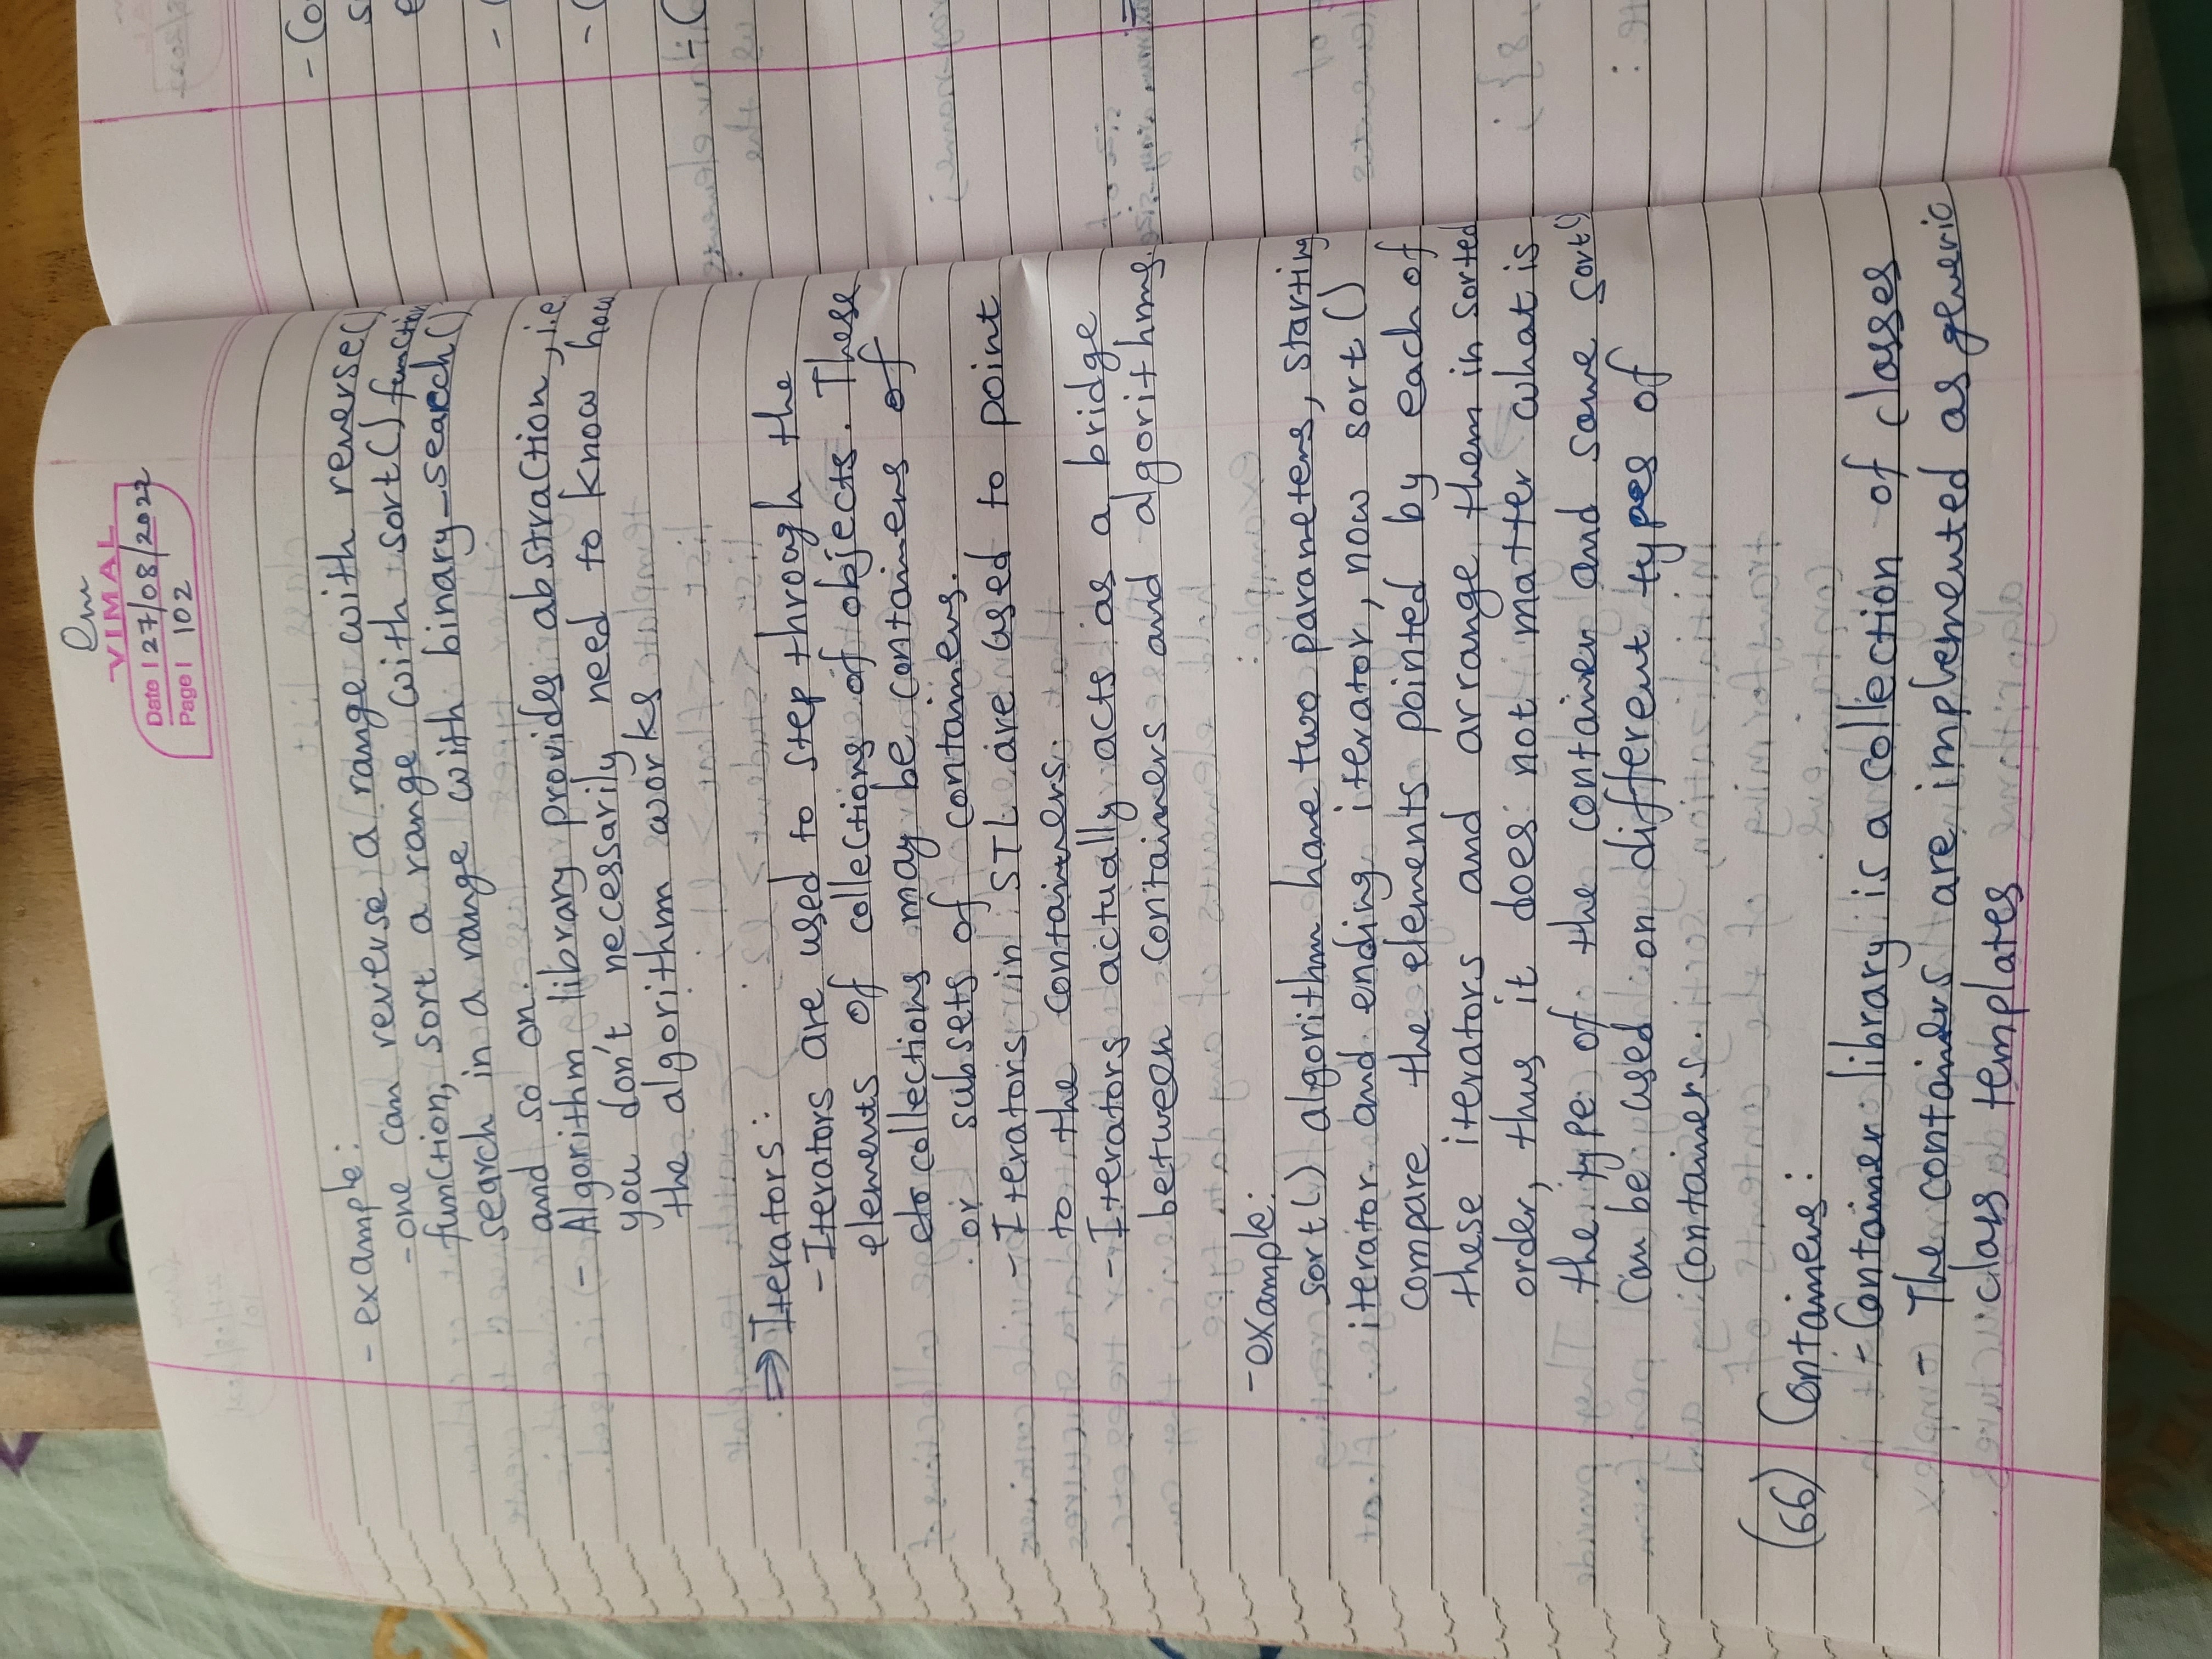 Om
VIMAL
Date 27/08/2022
Page 102
- example:
- one can reverse a range with reverse()
function, sort a range with sort() function
search in a range with binary_search()
and so on.
- Algorithm library provides abstraction, i.e
you don't necessarily need to know how
the algorithm works
⇒ Iterators:
- Iterators are used to step through the
elements of collections of objects. These
cto collections may be containers of
or subsets of containers.
- Iterators in STL are used to point
to the containers.
- Iterators actually acts as a bridge
between containers and algorithms.
- example:
sort() algorithm have two parameters, starting
iterator and ending iterator, now sort()
compare the elements pointed by each of
these iterators and arrange them in sorted
order, thus it does not matter what is
the type of the container and same sort()
can be used on different types of
containers.
(66) Containers:
- Container library is a collection of classes
- The containers are implemented as generic
class templates